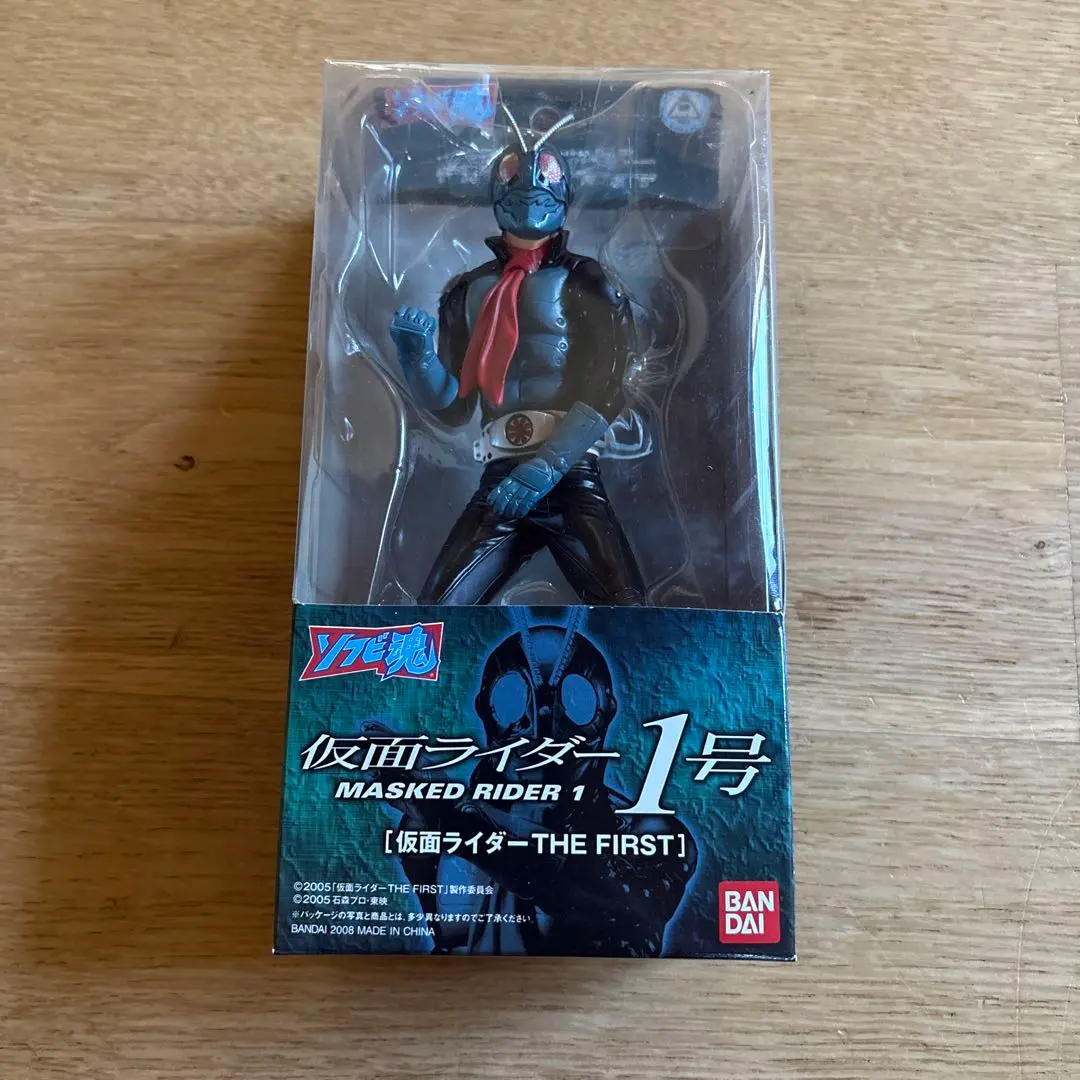 ソフビ魂
仮面ライダー1号
MASKED RIDER 1
[仮面ライダーTHE FIRST]
©2005「仮面ライダーTHE FIRST」製作委員会
©2005 石森プロ・東映
※パッケージの写真と商品とは、多少異なりますのでご了承ください
BANDAI 2008 MADE IN CHINA
BAN
DAI